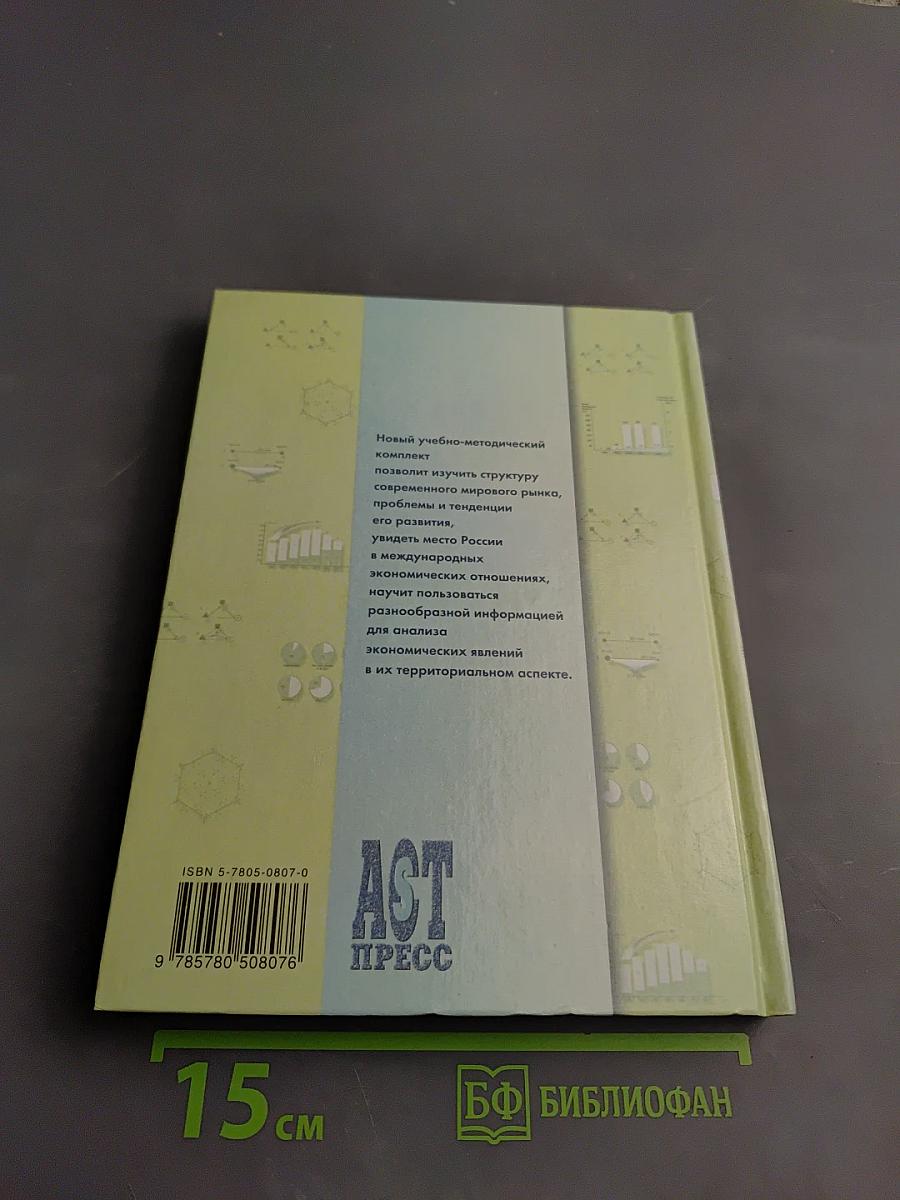 Новый учебно-методический
комплект
позволит изучить структуру
современного мирового рынка,
проблемы и тенденции
его развития,
увидеть место России
в международных
экономических отношениях,
научит пользоваться
разнообразной информацией
для анализа
экономических явлений
в их территориальном аспекте.
ISBN 5-7805-0807-0
9 785780 508076
АСТ
ПРЕСС
15 см
БФ БИБЛИОФАН